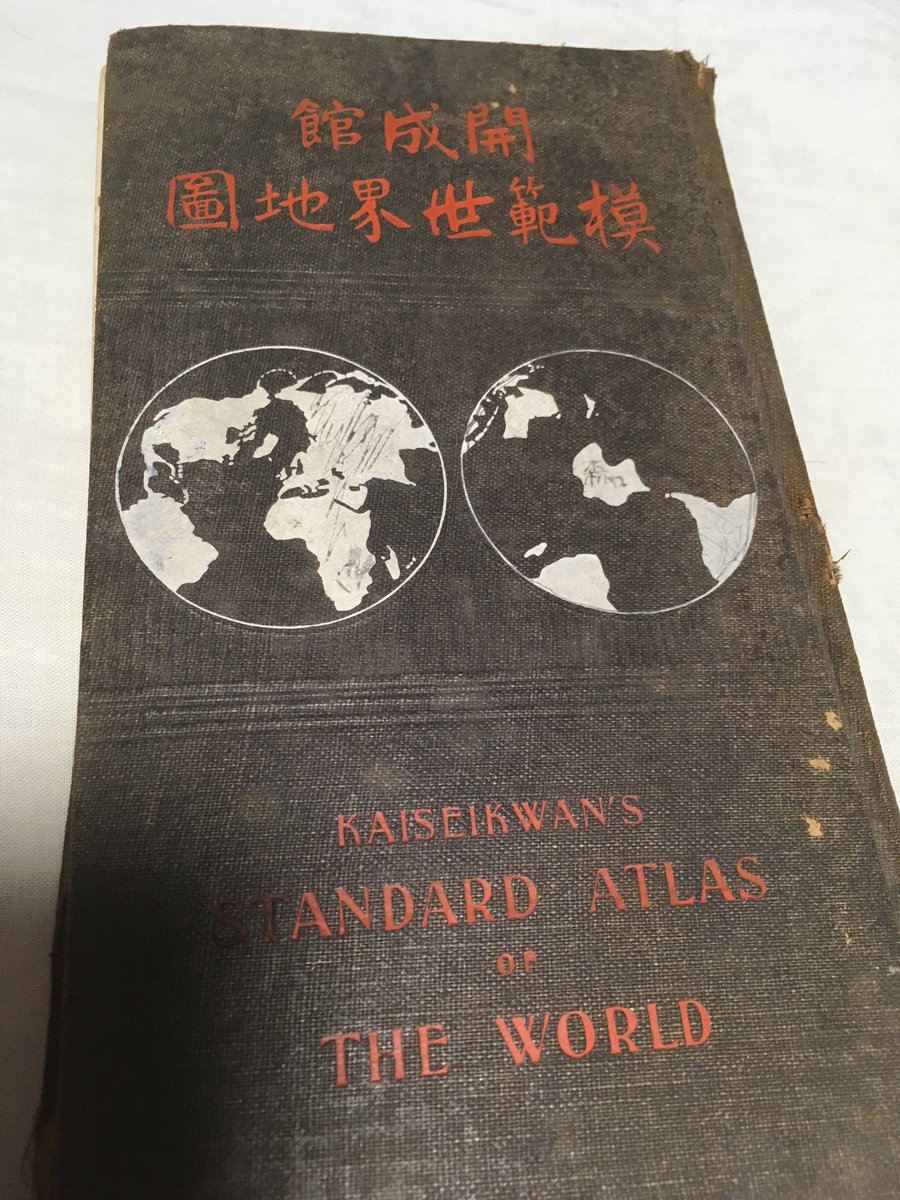 開成館
模範世界地圖
KAISEIKWAN'S
STANDARD ATLAS
OF
THE WORLD